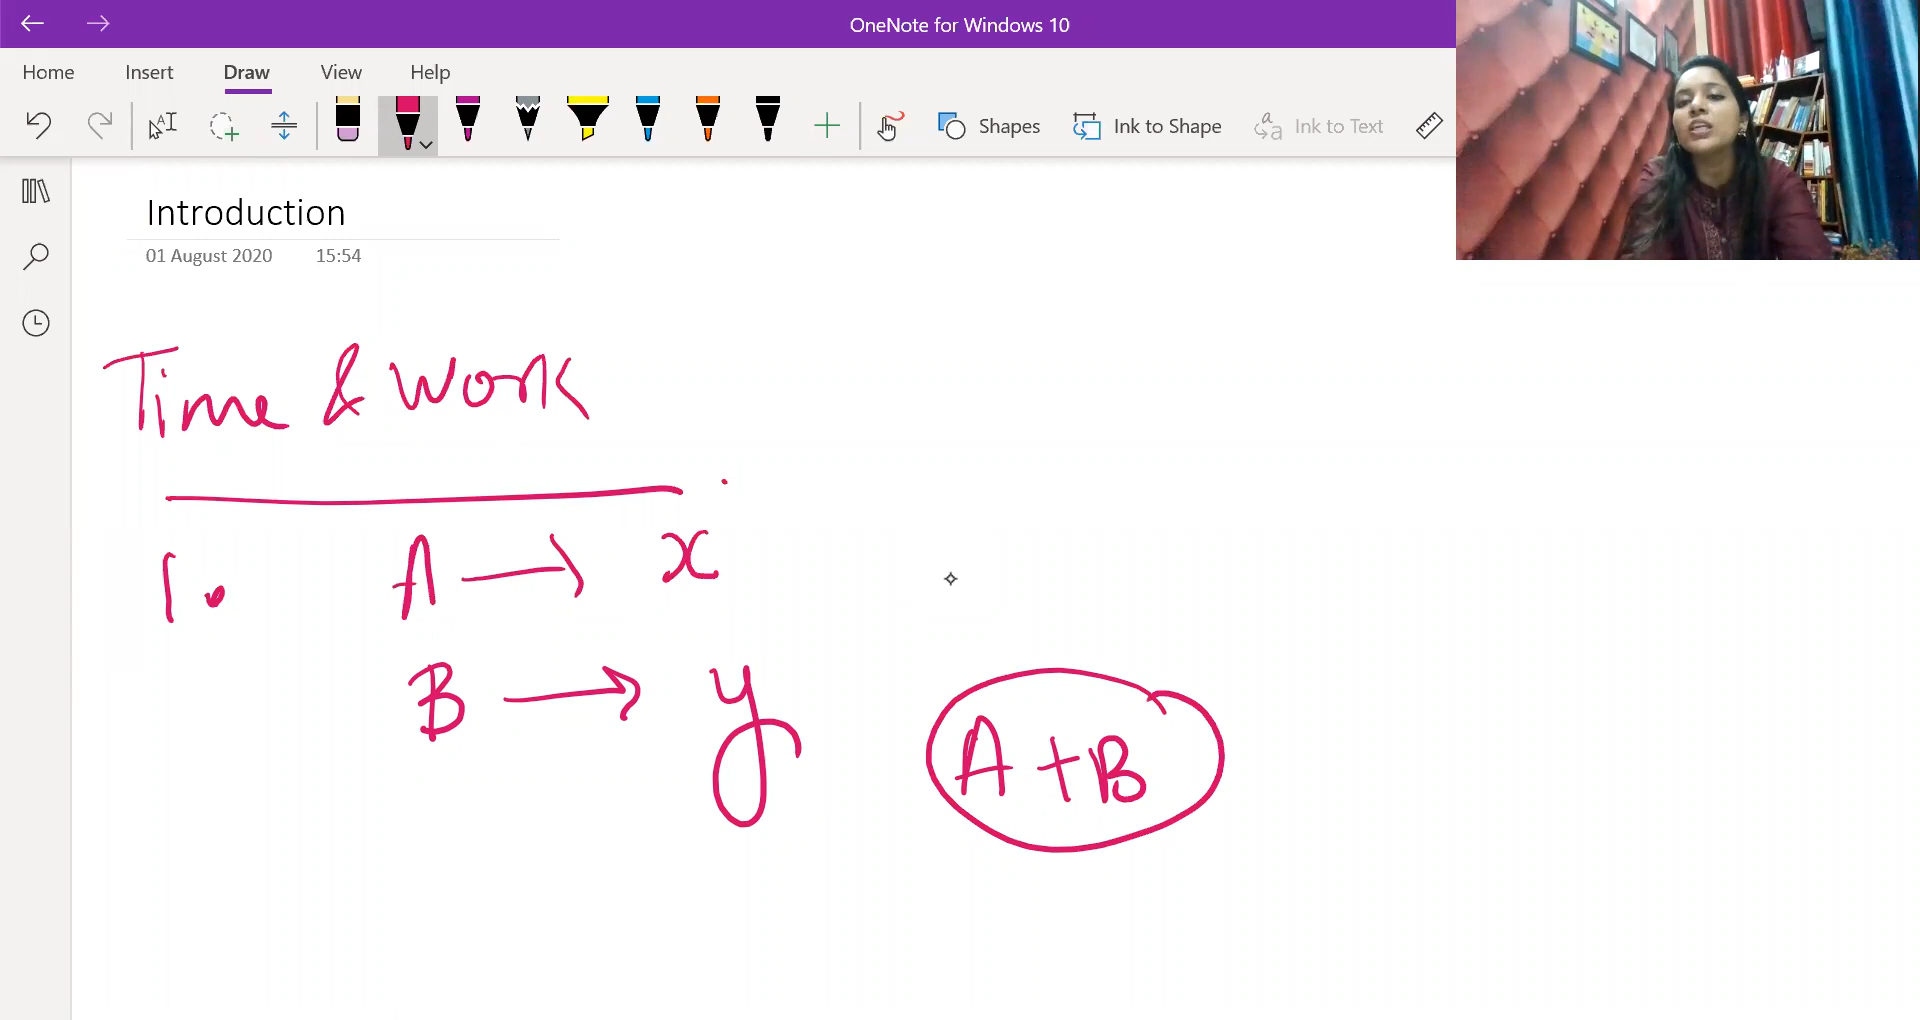 OneNote for Windows 10
Home Insert Draw View Help
Shapes Ink to Shape Ink to Text
Introduction
01 August 2020 15:54
Time & Work
1. A → x
B → y
A + B